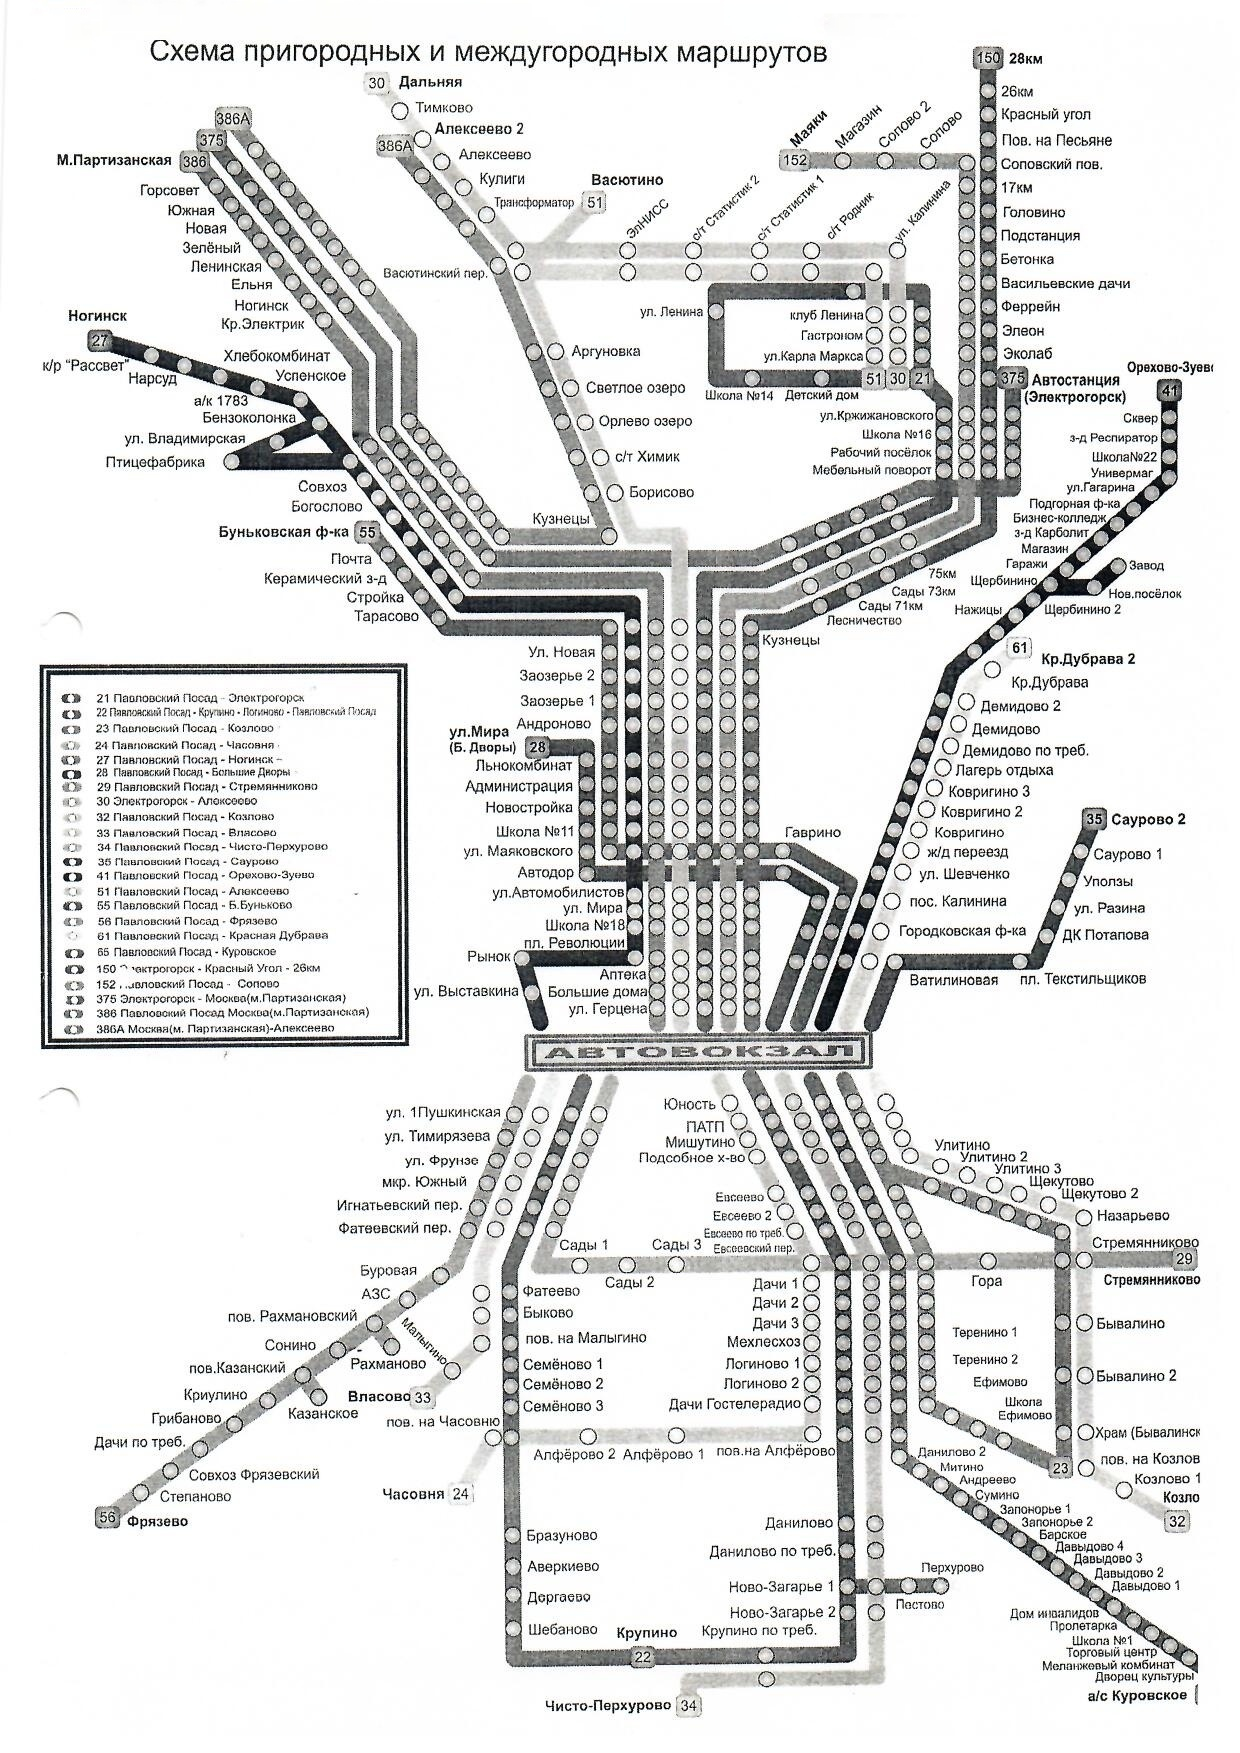 Схема пригородных и междугородных маршрутов
150 28км
26км
Красный угол
Пов. на Песьяне
Соповский пов.
17км
Головино
Подстанция
Бетонка
Васильевские дачи
Феррейн
Элеон
Эколаб
375 Автостанция
(Электрогорск)
30 Дальняя
Тимково
Алексеево 2
386А
Алексеево
Кулиги
Трансформатор
Васютино
51
Васютинский пер.
152
Маяки
Магазин
Сопово 2
Сопово
ЭлНИСС
с/т Статистик 2
с/т Статистик 1
с/т Родник
ул. Калинина
386А
375
М.Партизанская 386
Горсовет
Южная
Новая
Зелёный
Ленинская
Ельня
Ногинск
Кр.Электрик
Ногинск
27
к/р "Рассвет"
Нарсуд
Хлебокомбинат
Успенское
а/к 1783
Бензоколонка
ул. Владимирская
Птицефабрика
Совхоз
Богослово
Буньковская ф-ка 55
Почта
Керамический з-д
Стройка
Тарасово
ул. Ленина
клуб Ленина
Гастроном
ул.Карла Маркса
Школа №14
Детский дом
51 30 21
ул.Кржижановского
Школа №16
Рабочий посёлок
Мебельный поворот
Аргуновка
Светлое озеро
Орлево озеро
с/т Химик
Борисово
Кузнецы
75км
Сады 73км
Сады 71км
Лесничество
Кузнецы
Орехово-Зуев
41
Сквер
з-д Респиратор
Школа№22
Универмаг
ул.Гагарина
Подгорная ф-ка
Бизнес-колледж
з-д Карболит
Магазин
Гаражи
Щербинино
Завод
Нов.посёлок
Щербинино 2
Нажицы
61
Кр.Дубрава 2
Кр.Дубрава
Демидово 2
Демидово
Демидово по треб.
Лагерь отдыха
Ковригино 3
Ковригино 2
Ковригино
ж/д переезд
ул. Шевченко
пос. Калинина
Городковская ф-ка
35 Саурово 2
Саурово 1
Уползы
ул. Разина
ДК Потапова
пл. Текстильщиков
Ватилиновая
Ул. Новая
Заозерье 2
Заозерье 1
Андроново
ул.Мира
(Б. Дворы) 28
Льнокомбинат
Администрация
Новостройка
Школа №11
ул. Маяковского
Автодор
Гаврино
ул.Автомобилистов
ул. Мира
Школа №18
пл. Революции
Рынок
Аптека
ул. Выставкина
Большие дома
ул. Герцена
21 Павловский Посад - Электрогорск
22 Павловский Посад - Крупино - Логиново - Павловский Посад
23 Павловский Посад - Козлово
24 Павловский Посад - Часовня
27 Павловский Посад - Ногинск
28 Павловский Посад - Большие Дворы
29 Павловский Посад - Стремянниково
30 Электрогорск - Алексеево
32 Павловский Посад - Козлово
33 Павловский Посад - Власово
34 Павловский Посад - Чисто-Перхурово
35 Павловский Посад - Саурово
41 Павловский Посад - Орехово-Зуево
51 Павловский Посад - Алексеево
55 Павловский Посад - Б.Буньково
56 Павловский Посад - Фрязево
61 Павловский Посад - Красная Дубрава
65 Павловский Посад - Куровское
150 Электрогорск - Красный Угол - 26км
152 Павловский Посад - Сопово
375 Электрогорск - Москва(м.Партизанская)
386 Павловский Посад Москва(м.Партизанская)
386А Москва(м. Партизанская)-Алексеево
АВТОВОКЗАЛ
ул. 1Пушкинская
ул. Тимирязева
ул. Фрунзе
мкр. Южный
Игнатьевский пер.
Фатеевский пер.
Буровая
АЗС
пов. Рахмановский
Сонино
Рахманово
пов.Казанский
Казанское
Криулино
Грибаново
Дачи по треб.
Совхоз Фрязевский
Степаново
56 Фрязево
Малыгино
Власово 33
пов. на Часовню
Часовня 24
Сады 1
Сады 2
Сады 3
Фатеево
Быково
пов. на Малыгино
Семёново 1
Семёново 2
Семёново 3
Алфёрово 2
Алфёрово 1
пов.на Алфёрово
Бразуново
Аверкиево
Дергаево
Шебаново
Крупино
22
Крупино по треб.
Чисто-Перхурово 34
Юность
ПАТП
Мишутино
Подсобное х-во
Евсеево
Евсеево 2
Евсеево по треб.
Евсеевский пер.
Дачи 1
Дачи 2
Дачи 3
Мехлесхоз
Логиново 1
Логиново 2
Дачи Гостелерадио
Данилово
Данилово по треб.
Ново-Загарье 1
Ново-Загарье 2
Перхурово
Пестово
Улитино
Улитино 2
Улитино 3
Щекутово
Щекутово 2
Назарьево
Стремянниково
29
Стремянниково
Гора
Бывалино
Бывалино 2
Храм (Бывалинск
пов. на Козлов
Козлово 1
Козло
32
Теренино 1
Теренино 2
Ефимово
Школа
Ефимово
23
Данилово 2
Митино
Андреево
Сумино
Запонорье 1
Запонорье 2
Барское
Давыдово 4
Давыдово 3
Давыдово 2
Давыдово 1
Дом инвалидов
Пролетарка
Школа №1
Торговый центр
Меланжевый комбинат
Дворец культуры
а/с Куровское